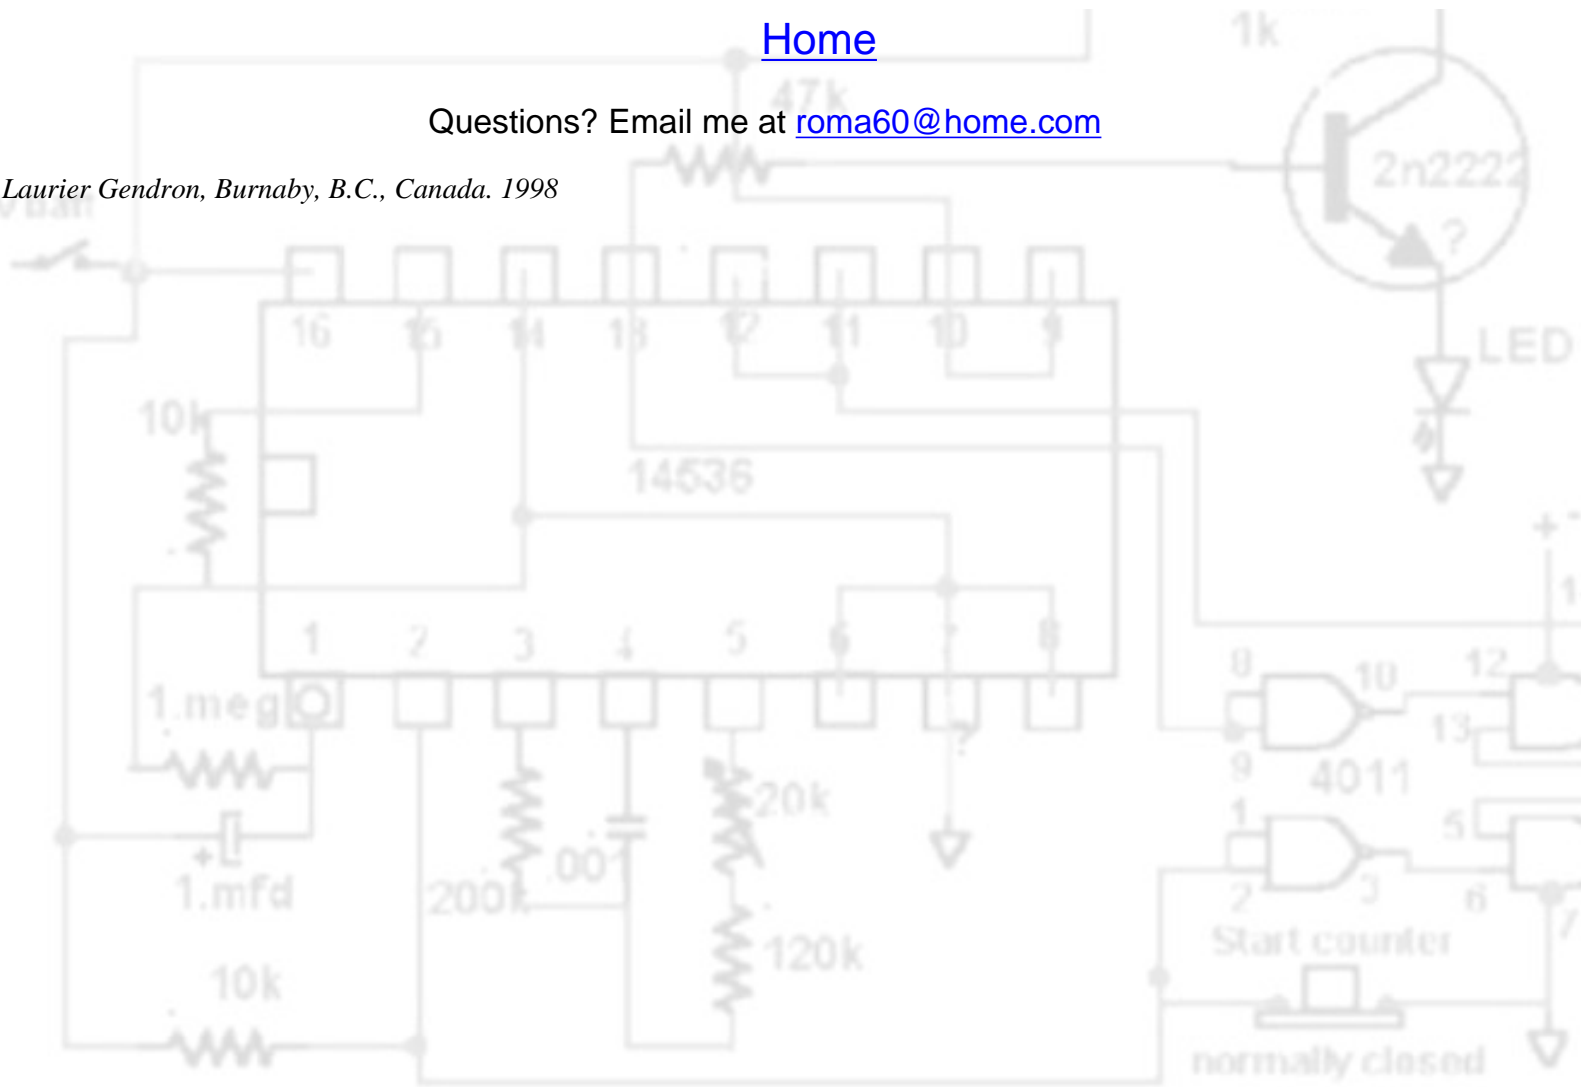 Home
1k
47k
Questions? Email me at roma60@home.com
2n2222
Laurier Gendron, Burnaby, B.C., Canada. 1998
?
16 15 14 13 12 11 10 9
LED
10k
14536
+
1 2 3 4 5 6 7 8
8 10 12
1.meg
?
13
9 4011
20k
1 5
+
.001
1.mfd
200k
2 3 6 7
120k
Start counter
10k
normally closed